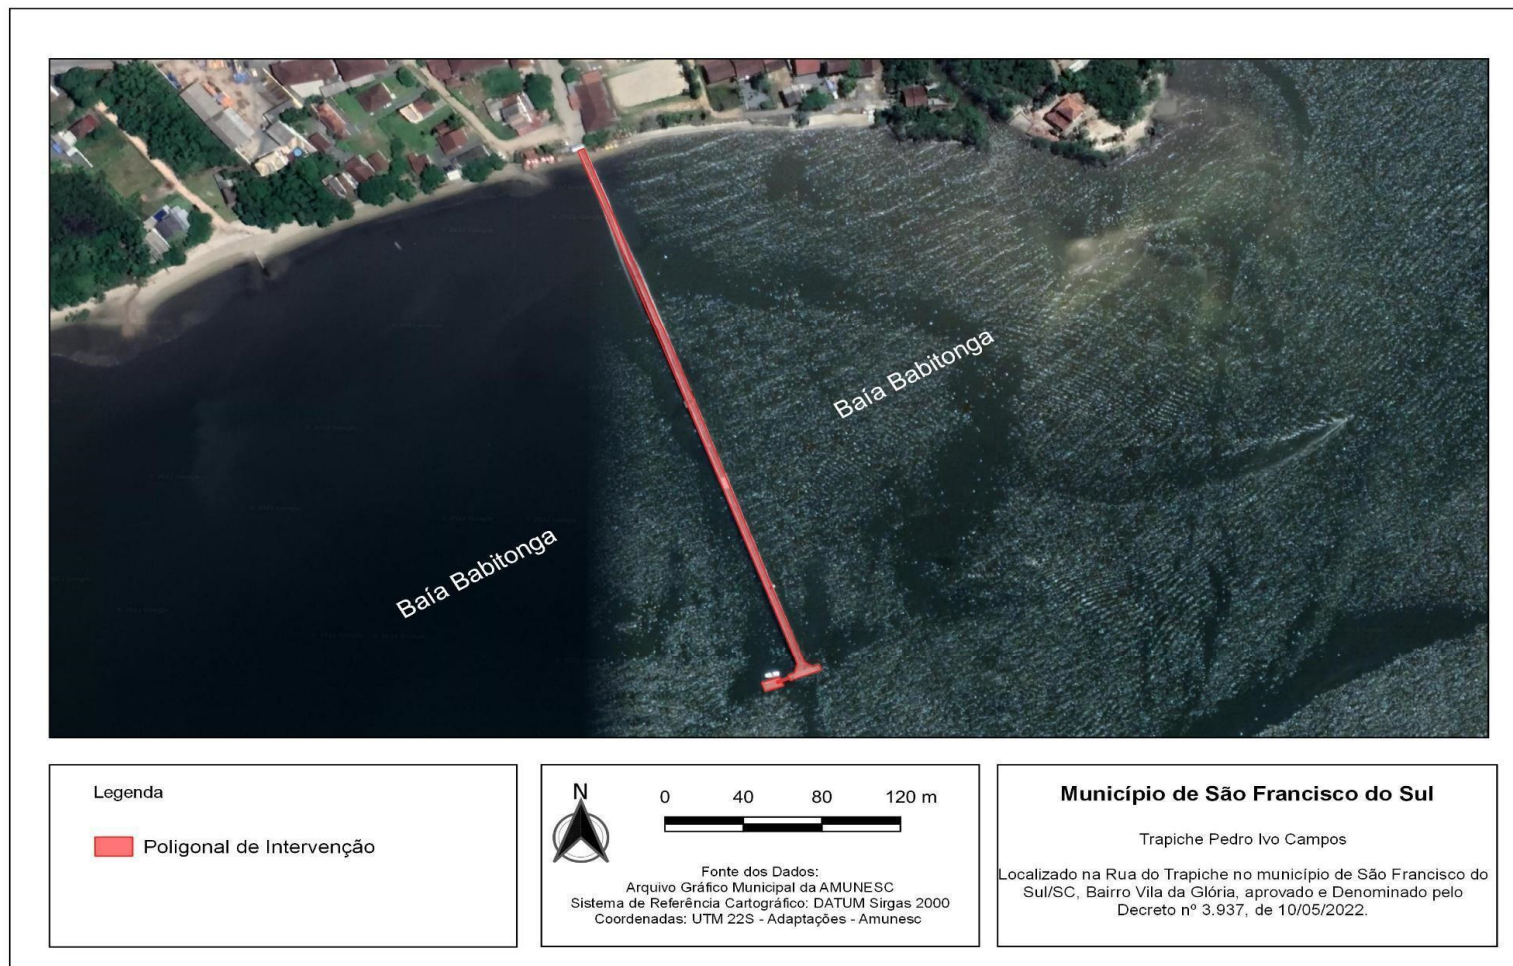 Baía Babitonga
Baía Babitonga
Legenda
Poligonal de Intervenção
N
0 40 80 120 m
Fonte dos Dados:
Arquivo Gráfico Municipal da AMUNESC
Sistema de Referência Cartográfico: DATUM Sirgas 2000
Coordenadas: UTM 22S - Adaptações - Amunesc
Município de São Francisco do Sul
Trapiche Pedro Ivo Campos
Localizado na Rua do Trapiche no município de São Francisco do
Sul/SC, Bairro Vila da Glória, aprovado e Denominado pelo
Decreto nº 3.937, de 10/05/2022.